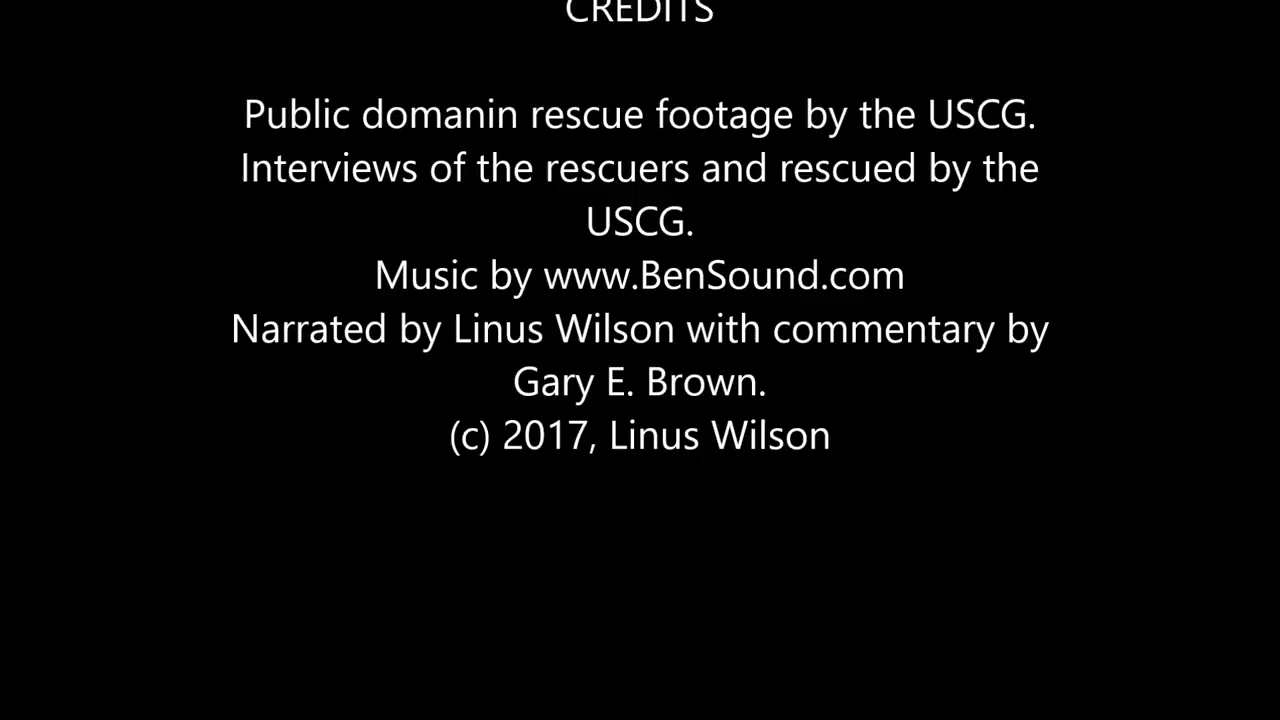 CREDITS
Public domanin rescue footage by the USCG.
Interviews of the rescuers and rescued by the
USCG.
Music by www.BenSound.com
Narrated by Linus Wilson with commentary by
Gary E. Brown.
(c) 2017, Linus Wilson